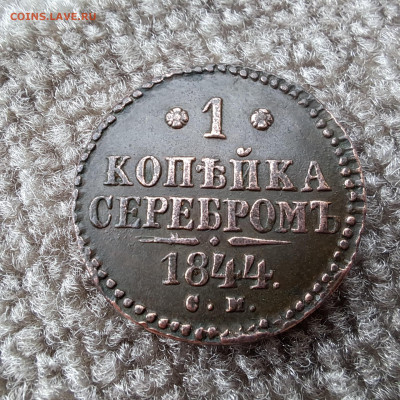 COINS.LAVE.RU
1
КОПѢЙКА
СЕРЕБРОМЪ
1844.
С. М.